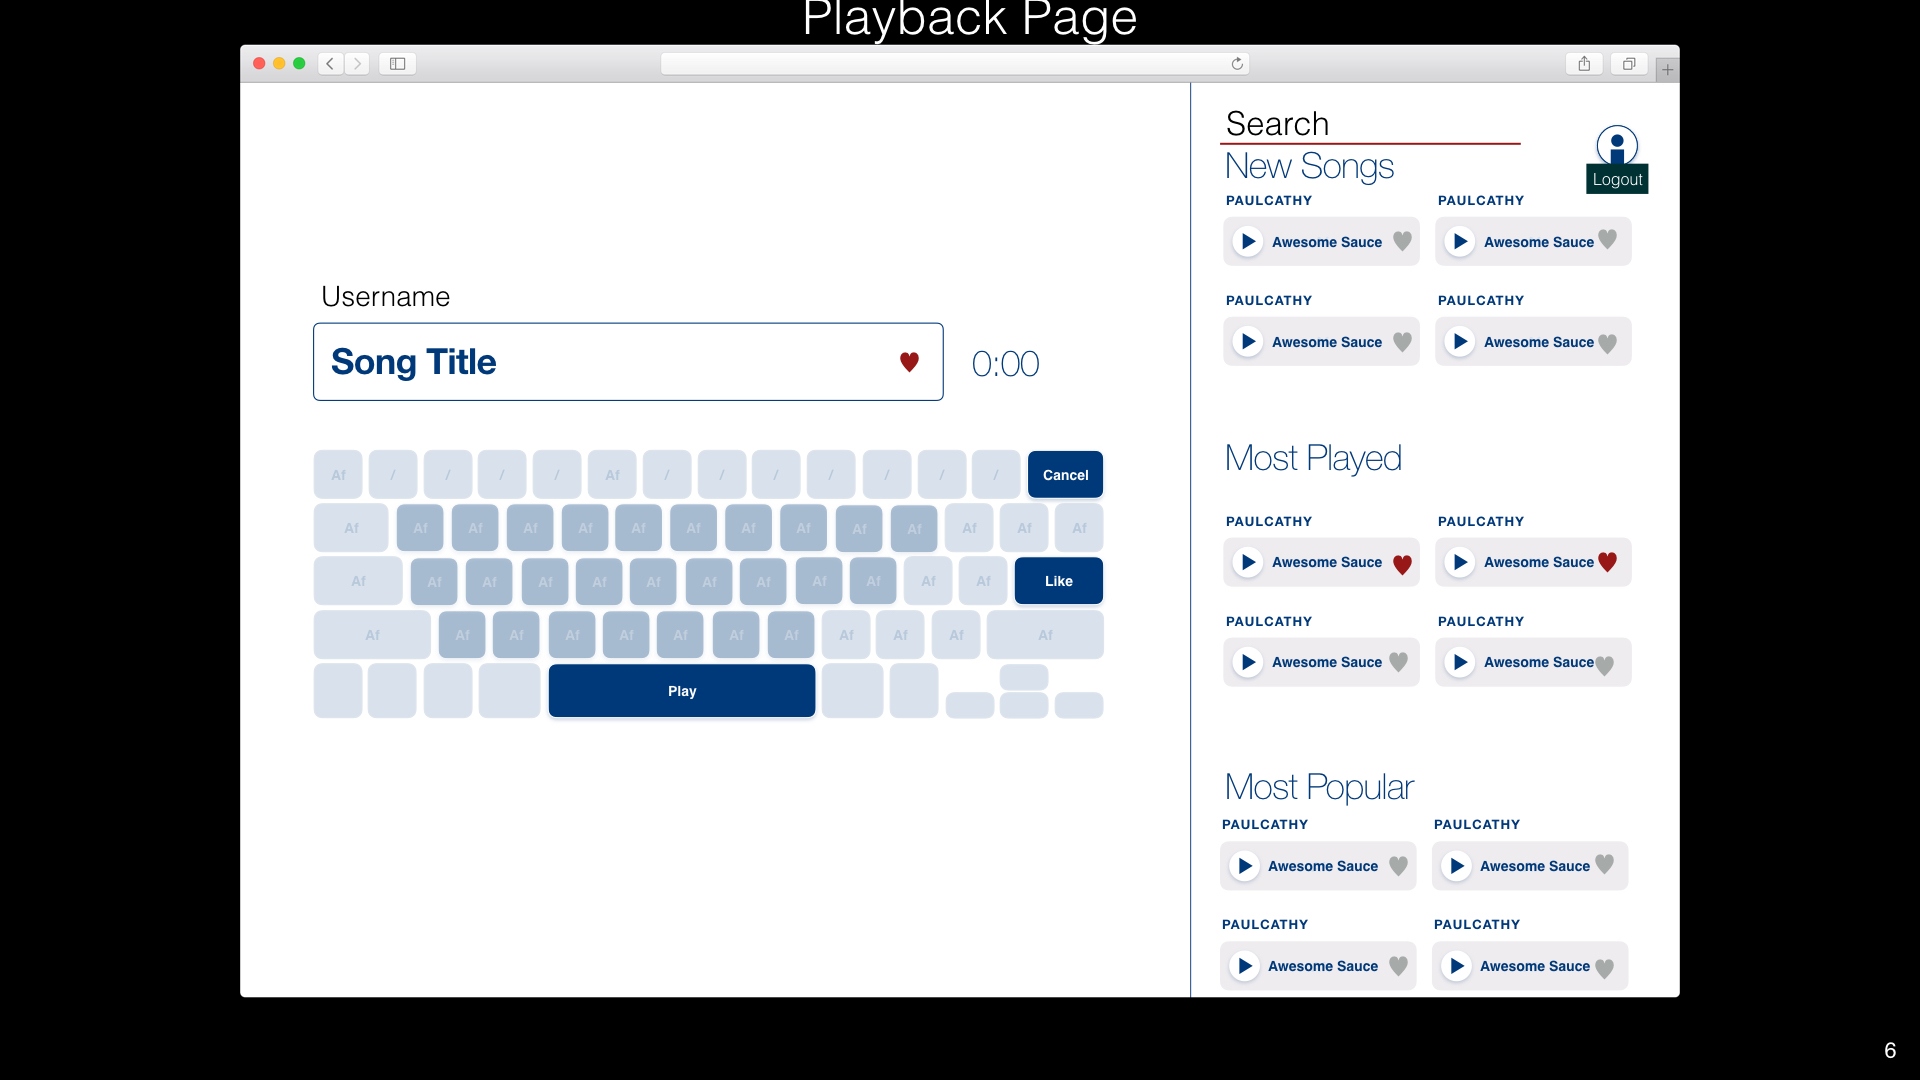 Playback Page
Search
New Songs
Logout
PAULCATHY PAULCATHY
Awesome Sauce Awesome Sauce
PAULCATHY PAULCATHY
Awesome Sauce Awesome Sauce
Username
Song Title 0:00
Af / / / / Af / / / / / / / Cancel
Af Af Af Af Af Af Af Af Af Af Af Af Af Af
Af Af Af Af Af Af Af Af Af Af Af Af Like
Af Af Af Af Af Af Af Af Af Af Af Af
Play
Most Played
PAULCATHY PAULCATHY
Awesome Sauce Awesome Sauce
PAULCATHY PAULCATHY
Awesome Sauce Awesome Sauce
Most Popular
PAULCATHY PAULCATHY
Awesome Sauce Awesome Sauce
PAULCATHY PAULCATHY
Awesome Sauce Awesome Sauce
6